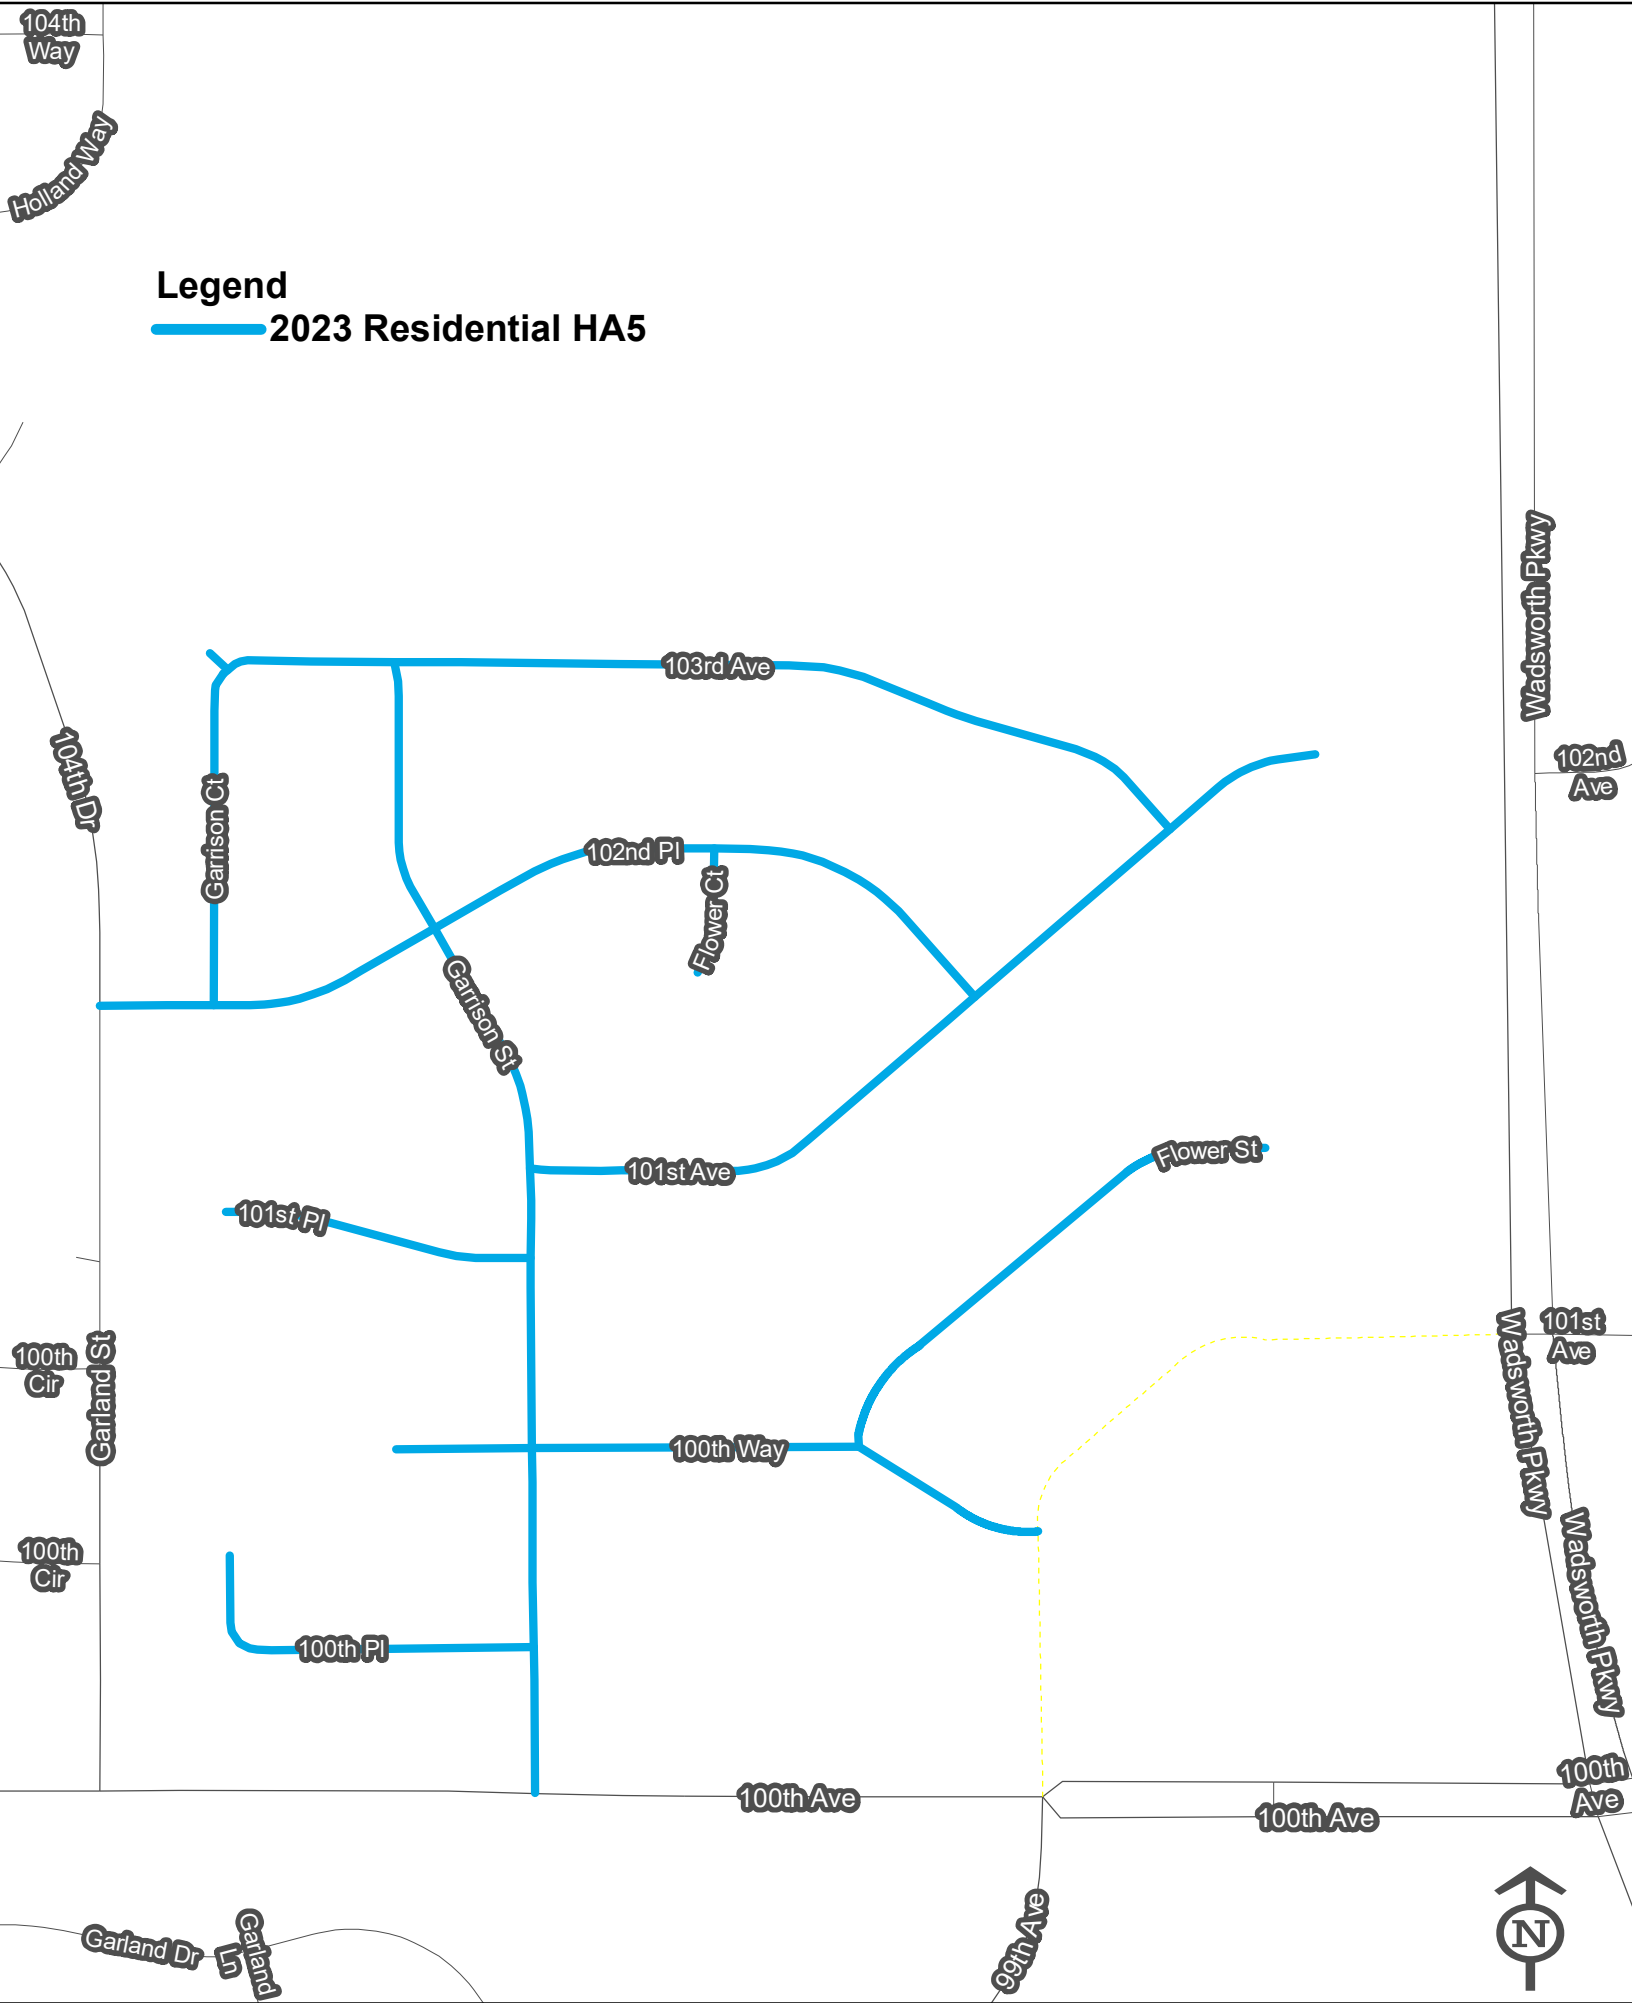 104th
Way
Holland Way
Legend
2023 Residential HA5
Wadsworth Pkwy
103rd Ave
104th Dr
102nd
Ave
Garrison Ct
102nd Pl
Flower Ct
Garrison St
Flower St
101st Ave
101st Pl
Garland St
100th
Cir
Wadsworth Pkwy
101st
Ave
100th Way
100th
Cir
Wadsworth Pkwy
100th Pl
100th Ave
100th
Ave
100th Ave
99th Ave
Garland Dr
Garland
Ln
N